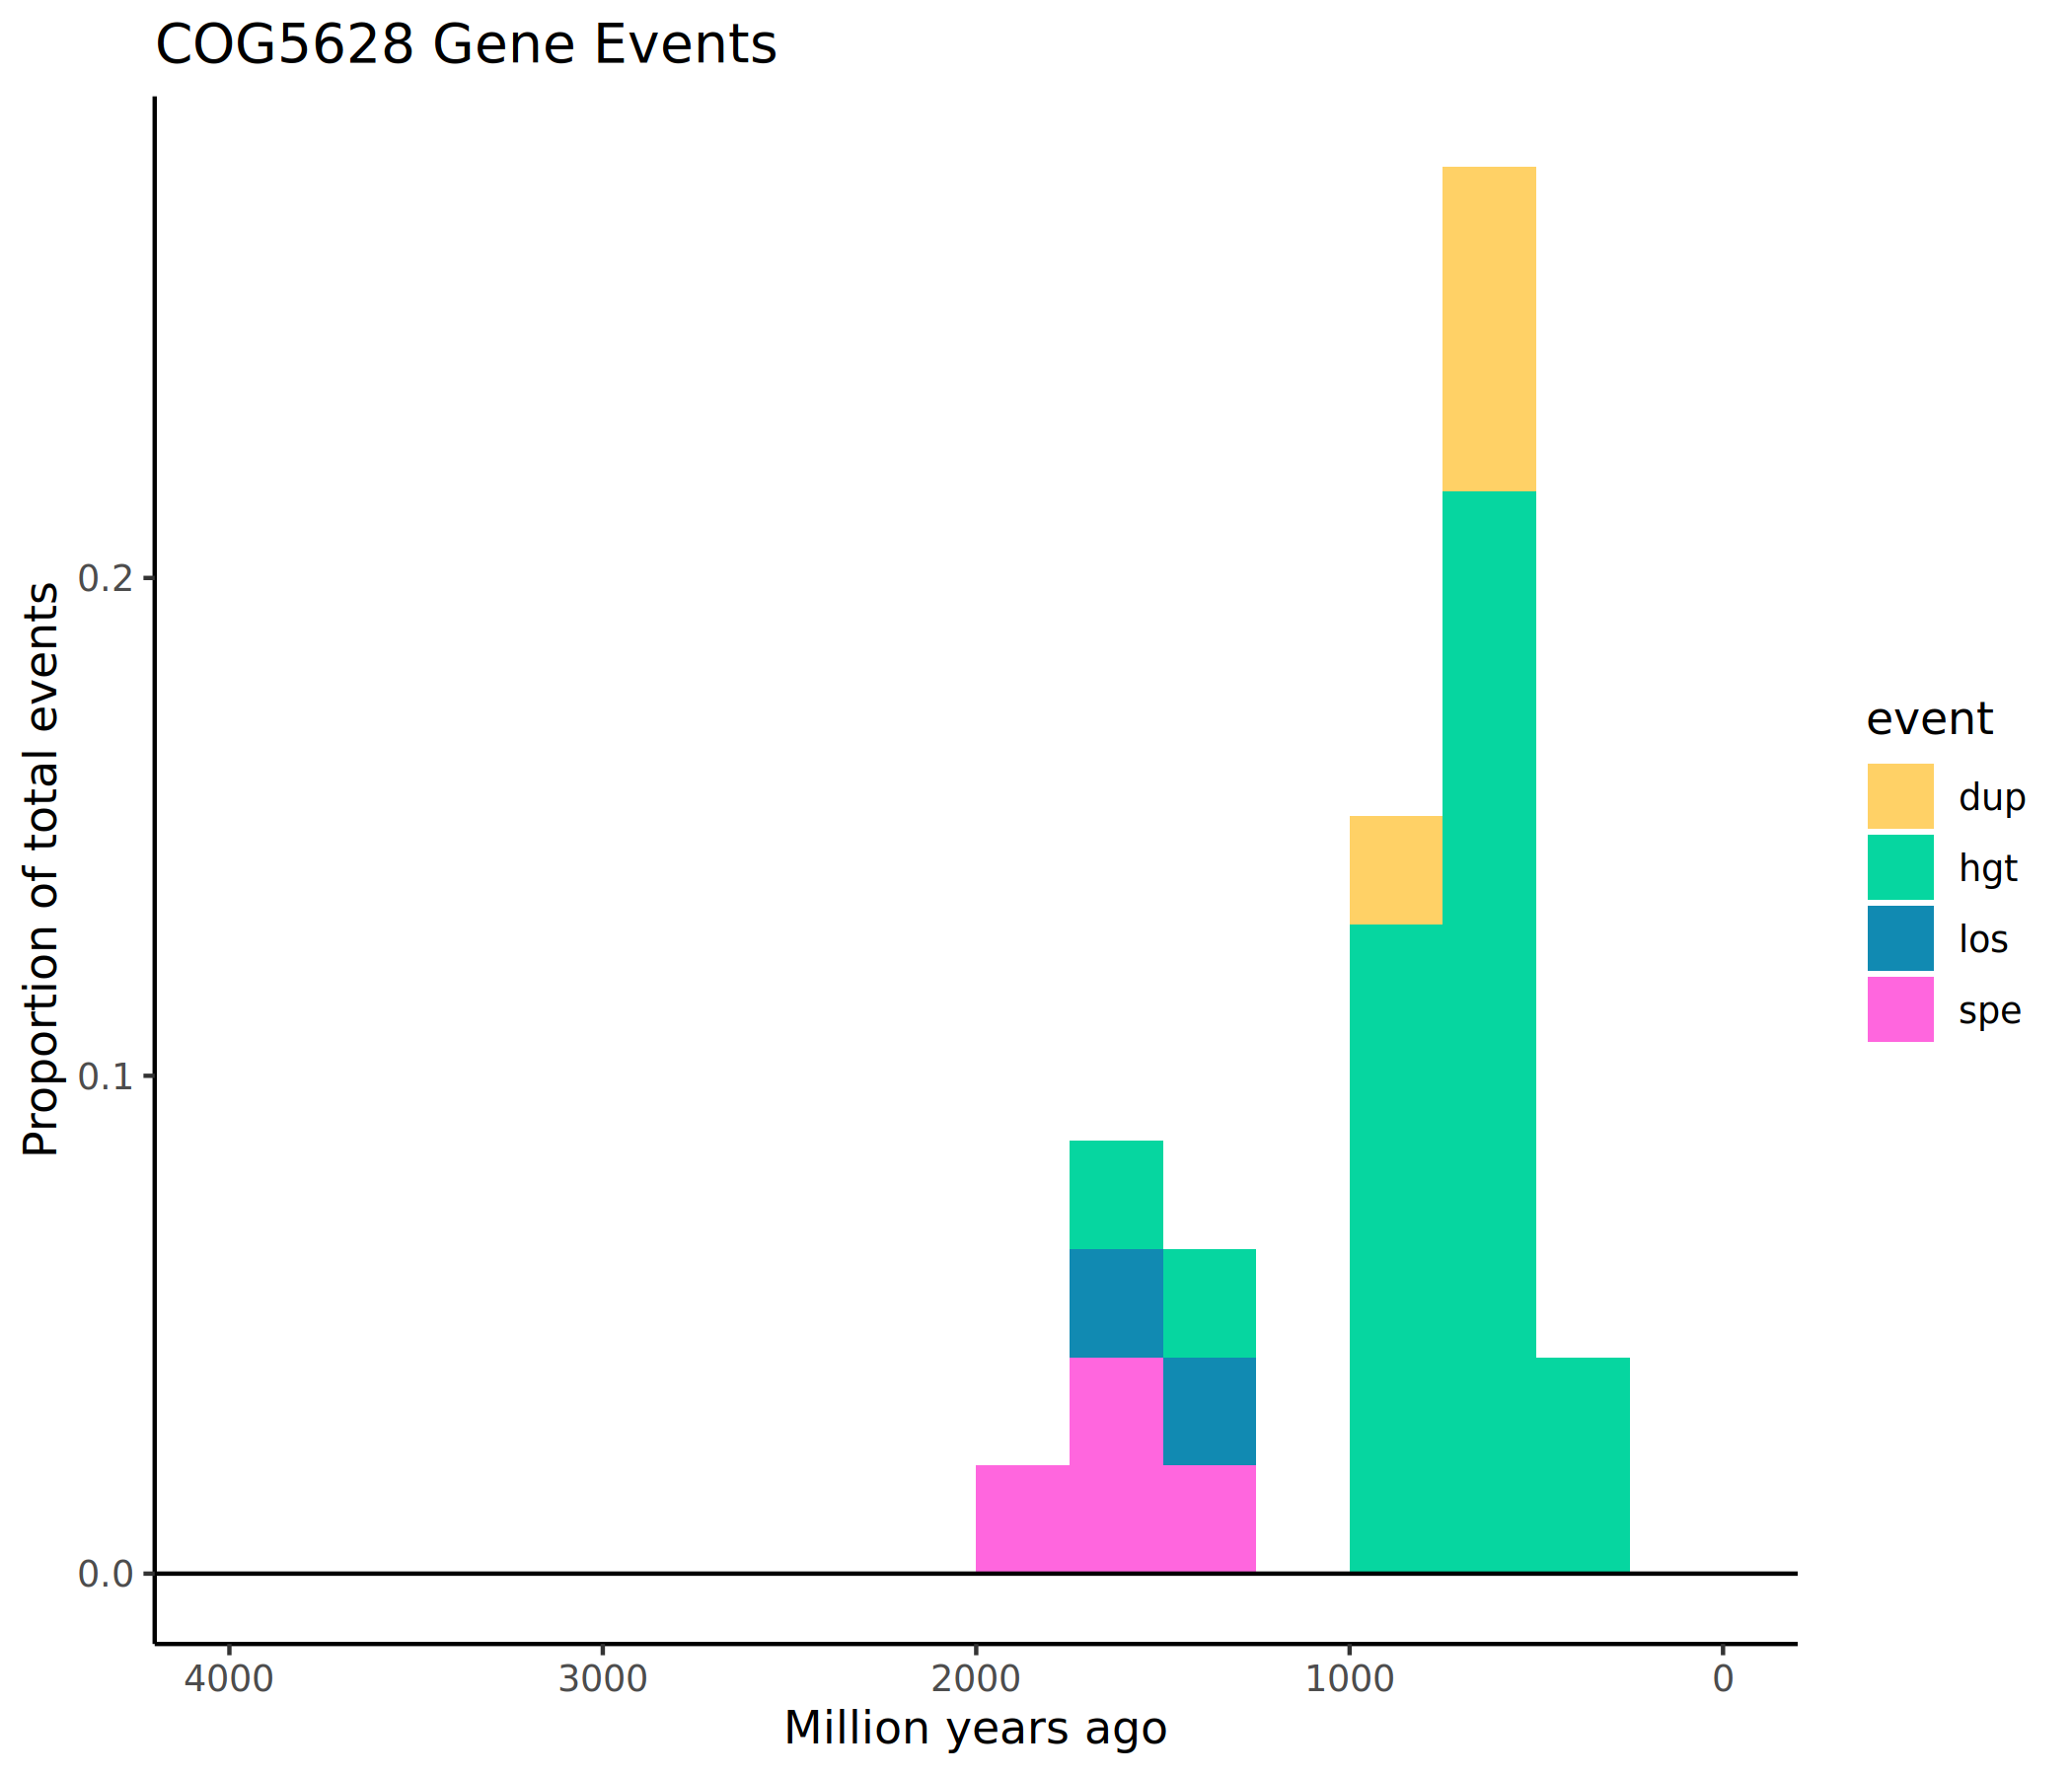 COG5628 Gene Events
Proportion of total events
0.2
0.1
0.0
4000 3000 2000 1000 0
Million years ago
event
dup
hgt
los
spe